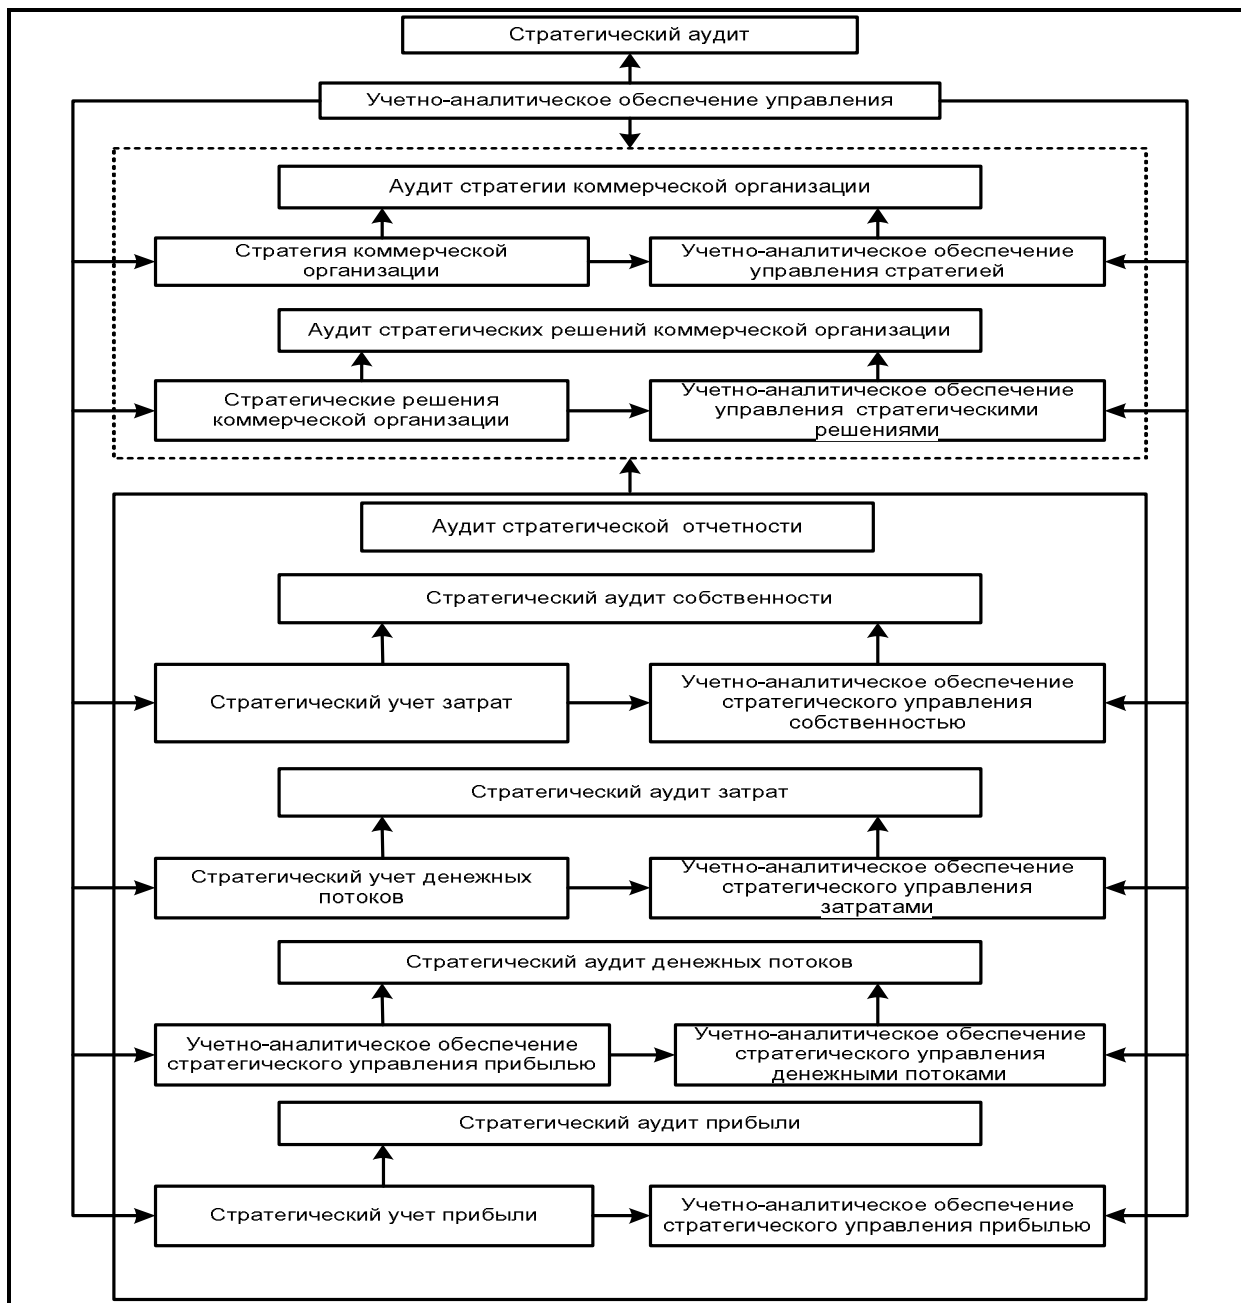 Стратегический аудит
Учетно-аналитическое обеспечение управления
Аудит стратегии коммерческой организации
Стратегия коммерческой
организации
Учетно-аналитическое обеспечение
управления стратегией
Аудит стратегических решений коммерческой организации
Стратегические решения
коммерческой организации
Учетно-аналитическое обеспечение
управления стратегическими
решениями
Аудит стратегической отчетности
Стратегический аудит собственности
Стратегический учет затрат
Учетно-аналитическое обеспечение
стратегического управления
собственностью
Стратегический аудит затрат
Стратегический учет денежных
потоков
Учетно-аналитическое обеспечение
стратегического управления
затратами
Стратегический аудит денежных потоков
Учетно-аналитическое обеспечение
стратегического управления прибылью
Учетно-аналитическое обеспечение
стратегического управления
денежными потоками
Стратегический аудит прибыли
Стратегический учет прибыли
Учетно-аналитическое обеспечение
стратегического управления прибылью